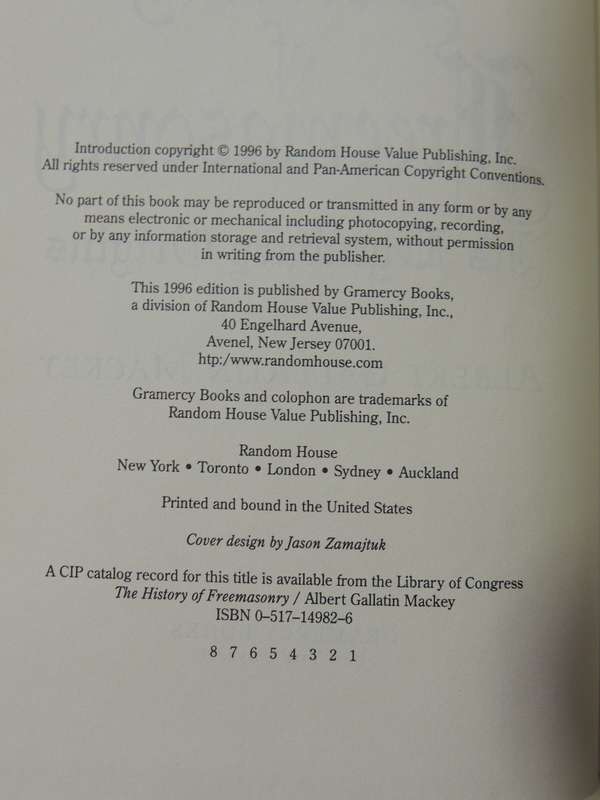 Introduction copyright © 1996 by Random House Value Publishing, Inc.
All rights reserved under International and Pan-American Copyright Conventions.
No part of this book may be reproduced or transmitted in any form or by any
means electronic or mechanical including photocopying, recording,
or by any information storage and retrieval system, without permission
in writing from the publisher.
This 1996 edition is published by Gramercy Books,
a division of Random House Value Publishing, Inc.,
40 Engelhard Avenue,
Avenel, New Jersey 07001.
htp:/www.randomhouse.com
Gramercy Books and colophon are trademarks of
Random House Value Publishing, Inc.
Random House
New York • Toronto • London • Sydney • Auckland
Printed and bound in the United States
Cover design by Jason Zamajtuk
A CIP catalog record for this title is available from the Library of Congress
The History of Freemasonry / Albert Gallatin Mackey
ISBN 0–517–14982–6
8 7 6 5 4 3 2 1